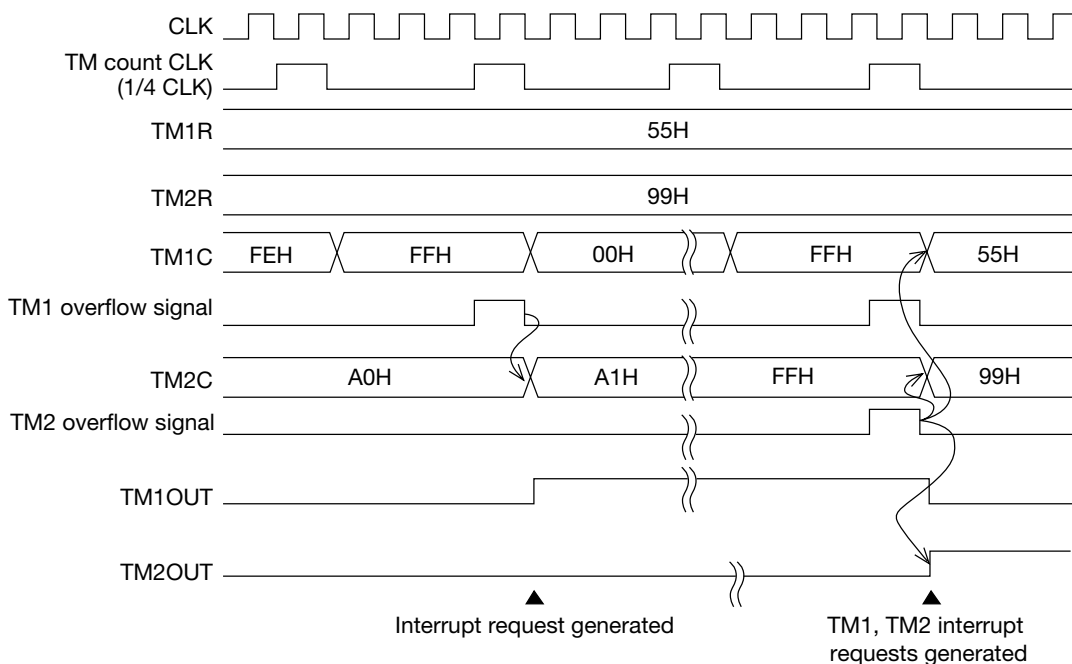 CLK
TM count CLK
(1/4 CLK)
TM1R
55H
TM2R
99H
TM1C
FEH
FFH
00H
FFH
55H
TM1 overflow signal
TM2C
A0H
A1H
FFH
99H
TM2 overflow signal
TM1OUT
TM2OUT
Interrupt request generated
TM1, TM2 interrupt
requests generated